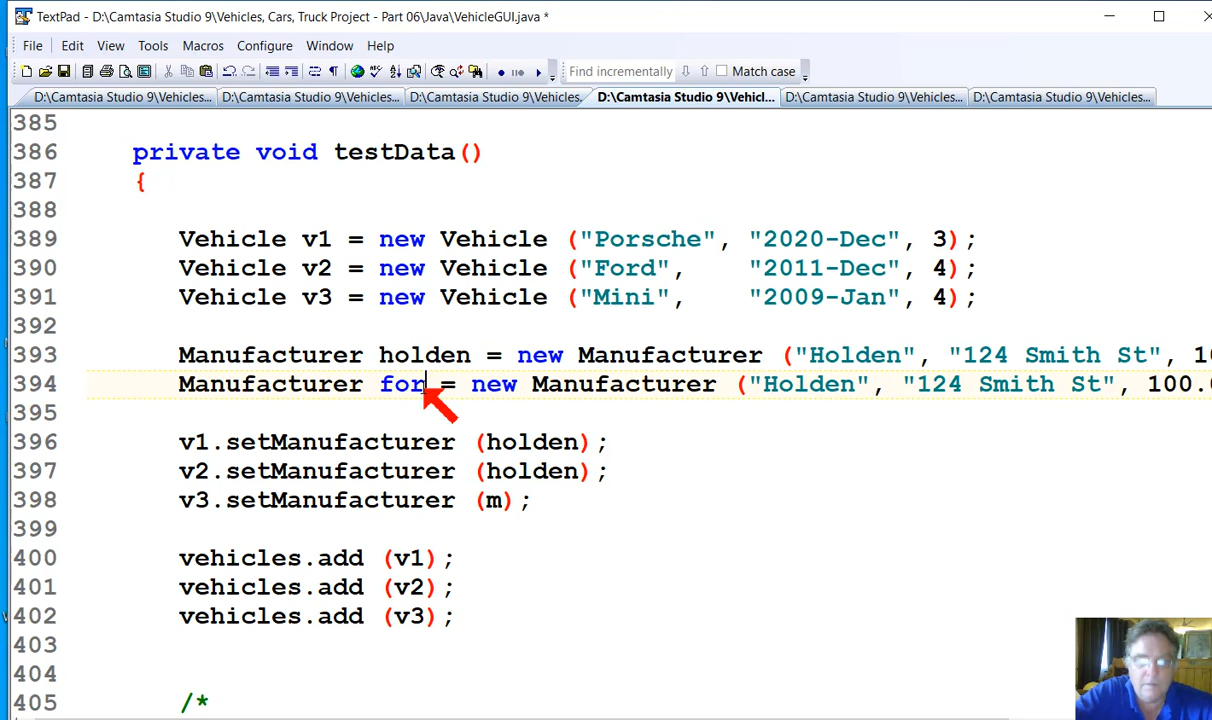 TextPad - D:\Camtasia Studio 9\Vehicles, Cars, Truck Project - Part 06\Java\VehicleGUI.java *
File Edit View Tools Macros Configure Window Help
Find incrementally Match case
D:\Camtasia Studio 9\Vehicles... D:\Camtasia Studio 9\Vehicles... D:\Camtasia Studio 9\Vehicles. D:\Camtasia Studio 9\Vehicl... D:\Camtasia Studio 9\Vehicles... D:\Camtasia Studio 9\Vehicles...
385
386 private void testData()
387 {
388
389 Vehicle v1 = new Vehicle ("Porsche", "2020-Dec", 3);
390 Vehicle v2 = new Vehicle ("Ford", "2011-Dec", 4);
391 Vehicle v3 = new Vehicle ("Mini", "2009-Jan", 4);
392
393 Manufacturer holden = new Manufacturer ("Holden", "124 Smith St", 10
394 Manufacturer for = new Manufacturer ("Holden", "124 Smith St", 100.0
395
396 v1.setManufacturer (holden);
397 v2.setManufacturer (holden);
398 v3.setManufacturer (m);
399
400 vehicles.add (v1);
401 vehicles.add (v2);
402 vehicles.add (v3);
403
404
405 /*